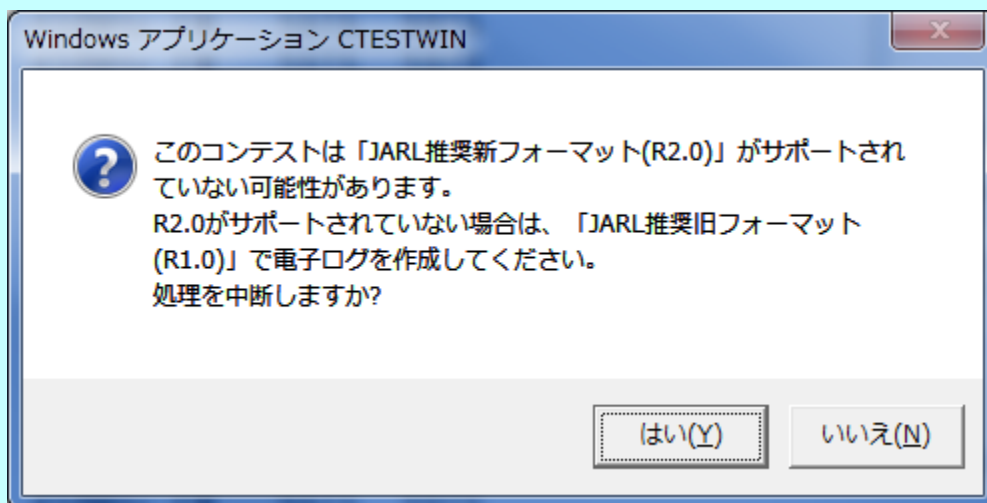 Windows アプリケーション CTESTWIN
このコンテストは「JARL推奨新フォーマット(R2.0)」がサポートされ
ていない可能性があります。
R2.0がサポートされていない場合は、「JARL推奨旧フォーマット
(R1.0)」で電子ログを作成してください。
処理を中断しますか?
はい(Y)
いいえ(N)